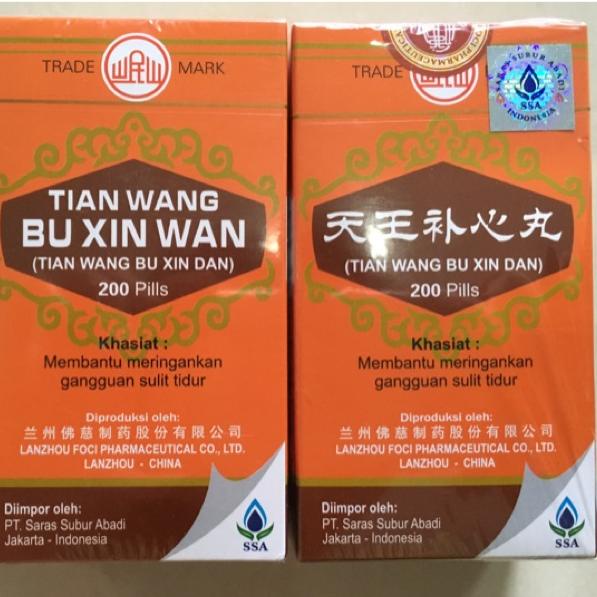 TRADE MARK
TIAN WANG
BU XIN WAN
(TIAN WANG BU XIN DAN)
200 Pills
Khasiat :
Membantu meringankan
gangguan sulit tidur
Diproduksi oleh:
兰州佛慈制药股份有限公司
LANZHOU FOCI PHARMACEUTICAL CO., LTD.
LANZHOU - CHINA
Diimpor oleh:
PT. Saras Subur Abadi
Jakarta - Indonesia
SSA
TRADE
SUBUR ABADI
SSA
INDONESIA
天王补心丸
(TIAN WANG BU XIN DAN)
200 Pills
Khasiat :
Membantu meringankan
gangguan sulit tidur
Diproduksi oleh:
兰州佛慈制药股份有限公司
LANZHOU FOCI PHARMACEUTICAL CO., LTD.
LANZHOU - CHINA
Diimpor oleh:
PT. Saras Subur Abadi
Jakarta - Indonesia
SSA